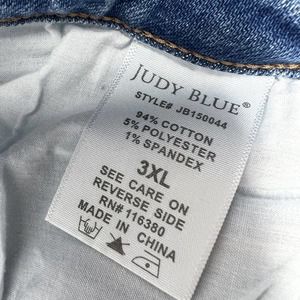 JUDY BLUE®
STYLE# JB150044
94% COTTON
5% POLYESTER
1% SPANDEX
3XL
SEE CARE ON
REVERSE SIDE
RN# 116380
MADE IN CHINA